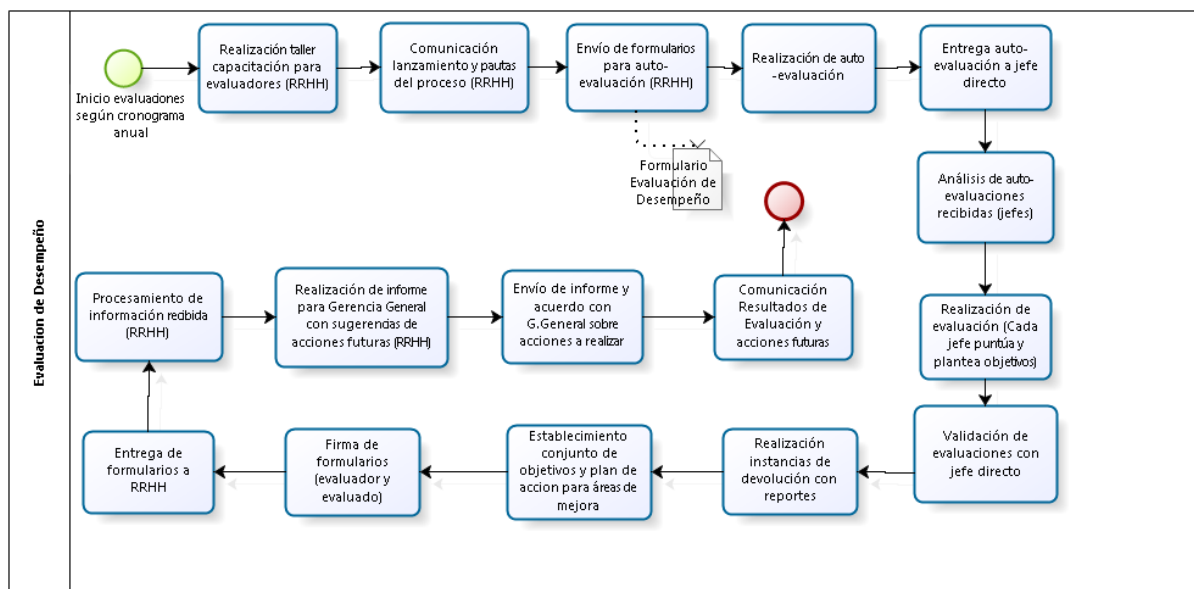 Evaluacion de Desempeño
Inicio evaluaciones
según cronograma
anual
Realización taller
capacitación para
evaluadores (RRHH)
Comunicación
lanzamiento y pautas
del proceso (RRHH)
Envío de formularios
para auto-
evaluación (RRHH)
Realización de auto
-evaluación
Entrega auto-
evaluación a jefe
directo
Formulario
Evaluación de
Desempeño
Análisis de auto-
evaluaciones
recibidas (jefes)
Realización de
evaluación (Cada
jefe puntúa y
plantea objetivos)
Validación de
evaluaciones con
jefe directo
Realización
instancias de
devolución con
reportes
Establecimiento
conjunto de
objetivos y plan de
accion para áreas de
mejora
Firma de
formularios
(evaluador y
evaluado)
Entrega de
formularios a
RRHH
Procesamiento de
información recibida
(RRHH)
Realización de informe
para Gerencia General
con sugerencias de
acciones futuras (RRHH)
Envío de informe y
acuerdo con
G.General sobre
acciones a realizar
Comunicación
Resultados de
Evaluación y
acciones futuras